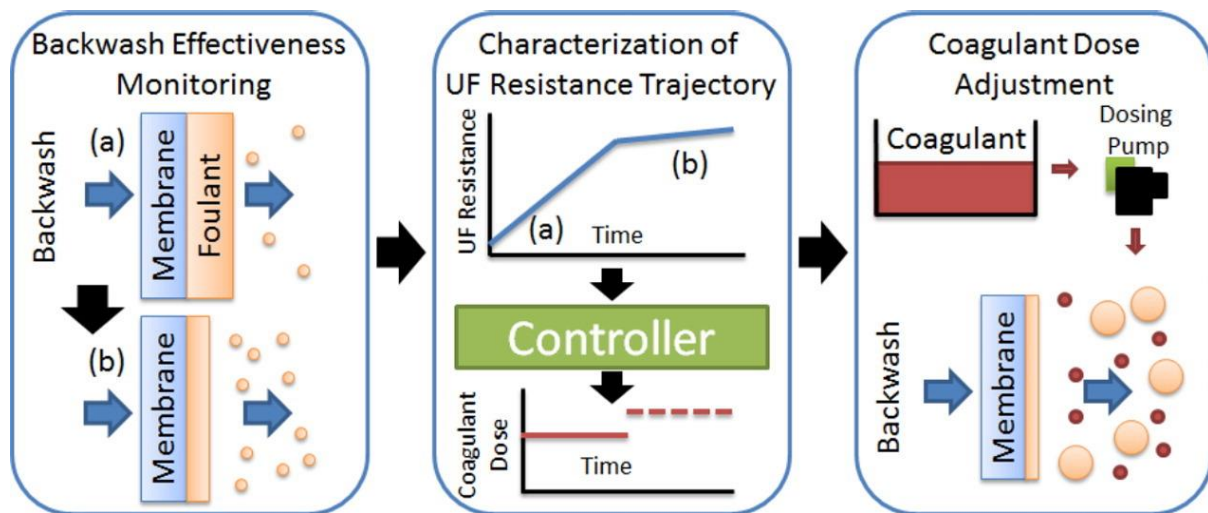 Backwash Effectiveness
Monitoring
Backwash
(a)
Membrane
Foulant
(b)
Membrane
Characterization of
UF Resistance Trajectory
UF Resistance
(a)
(b)
Time
Controller
Coagulant
Dose
Time
Coagulant Dose
Adjustment
Coagulant
Dosing
Pump
Backwash
Membrane